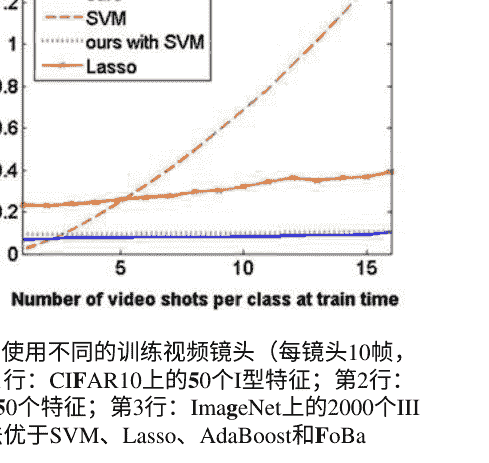 .2
SVM
1
ours with SVM
0.8
Lasso
0.6
0.4
0.2
0
5
10
15
Number of video shots per class at train time
使用不同的训练视频镜头（每镜头10帧，
行：CIFAR10上的50个I型特征；第2行：
50个特征；第3行：ImageNet上的2000个III
优于SVM、Lasso、AdaBoost和FoBa